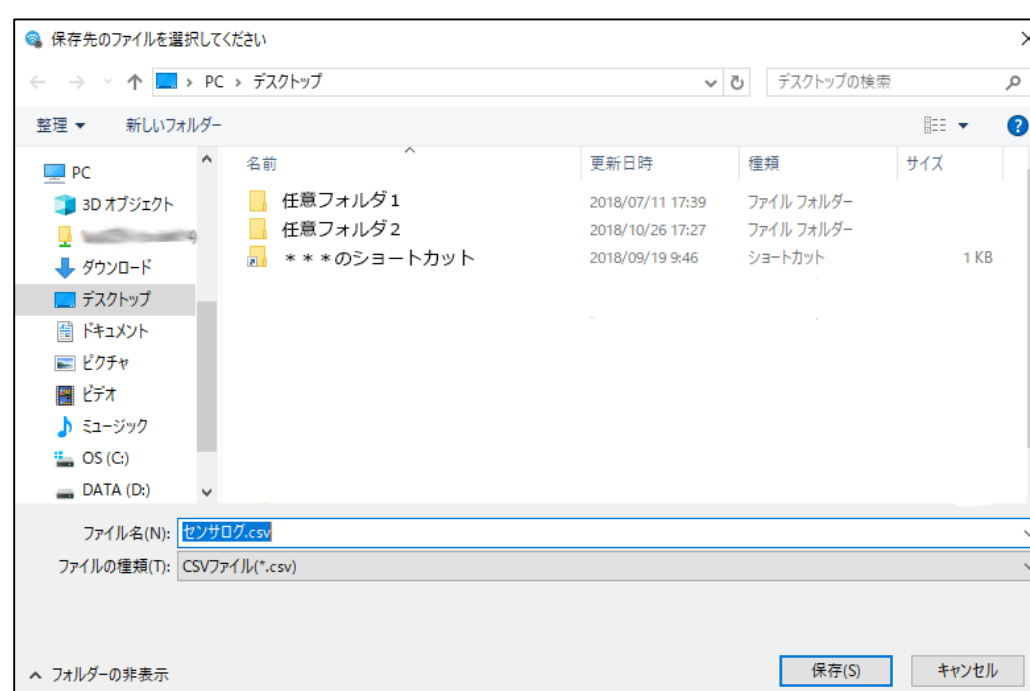 保存先のファイルを選択してください
PC › デスクトップ
デスクトップの検索
整理
新しいフォルダー
名前 更新日時 種類 サイズ
任意フォルダ1 2018/07/11 17:39 ファイル フォルダー
任意フォルダ2 2018/10/26 17:27 ファイル フォルダー
***のショートカット 2018/09/19 9:46 ショートカット 1 KB
PC
3D オブジェクト
ダウンロード
デスクトップ
ドキュメント
ピクチャ
ビデオ
ミュージック
OS (C:)
DATA (D:)
ファイル名(N): センサログ.csv
ファイルの種類(T): CSVファイル(*.csv)
フォルダーの非表示
保存(S)
キャンセル